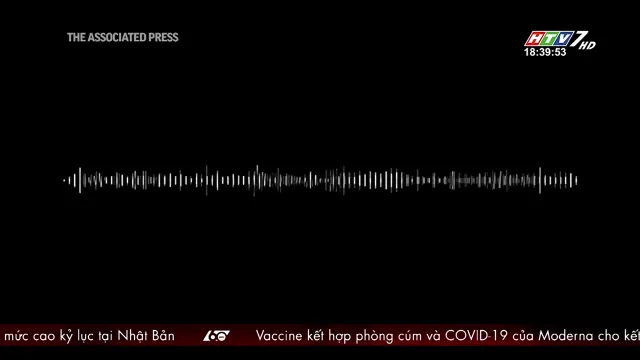 THE ASSOCIATED PRESS
HTV7 HD
18:39:53
mức cao kỷ lục tại Nhật Bản 60 Vaccine kết hợp phòng cúm và COVID-19 của Moderna cho kết